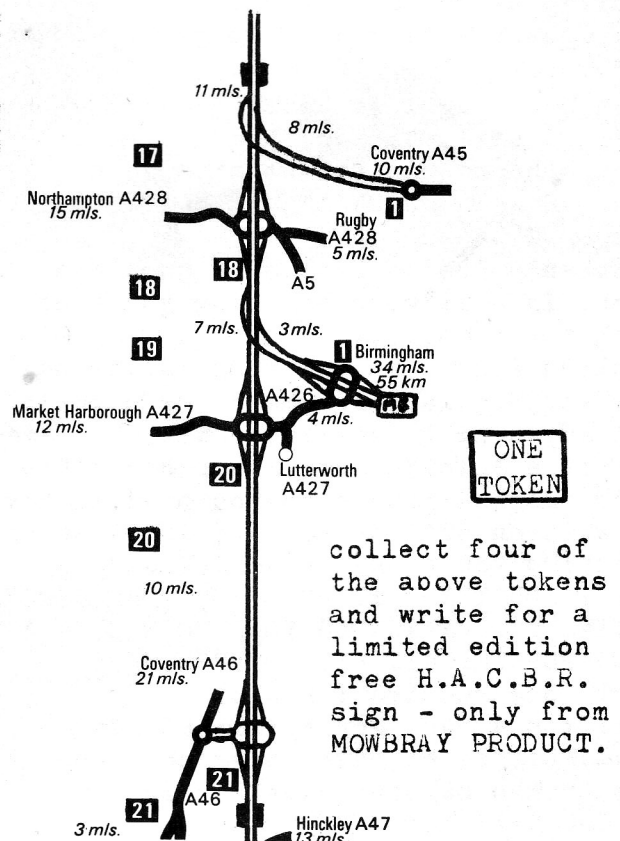 11 mls.
8 mls.
17
Coventry A45
10 mls.
1
Northampton A428
15 mls.
Rugby
A428
5 mls.
18
A5
18
7 mls.
3 mls.
19
1
Birmingham
34 mls.
55 km
A426
M6
Market Harborough A427
12 mls.
4 mls.
20
Lutterworth
A427
ONE
TOKEN
20
collect four of
the above tokens
and write for a
limited edition
free H.A.C.B.R.
sign - only from
MOWBRAY PRODUCT.
10 mls.
Coventry A46
21 mls.
21
A46
21
3 mls.
Hinckley A47
13 mls.